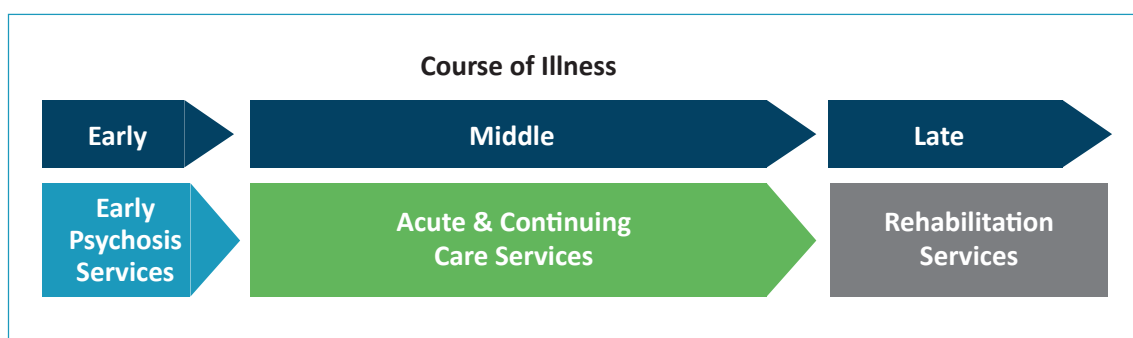 Course of Illness
Early
Middle
Late
Early
Psychosis
Services
Acute & Continuing
Care Services
Rehabilitation
Services